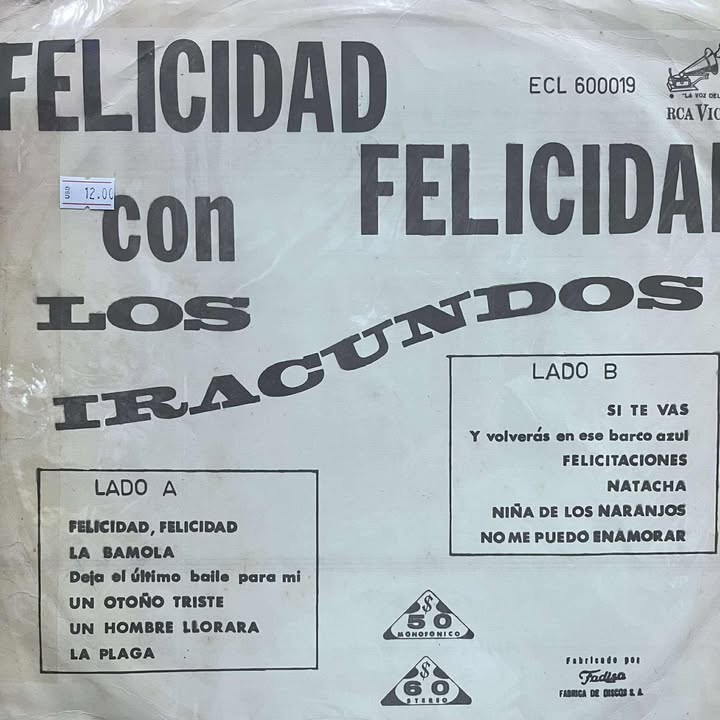 FELICIDAD
FELICIDA
con
LOS
IRACUNDOS
ECL 600019
"LA VOZ DEL
RCA VIC
USD 12.00
LADO A
FELICIDAD, FELICIDAD
LA BAMOLA
Deja el último baile para mi
UN OTOÑO TRISTE
UN HOMBRE LLORARA
LA PLAGA
LADO B
SI TE VAS
Y volverás en ese barco azul
FELICITACIONES
NATACHA
NIÑA DE LOS NARANJOS
NO ME PUEDO ENAMORAR
$
50
MONOFONICO
$
60
STEREO
Fabricado por
Fadisa
FABRICA DE DISCOS S. A.